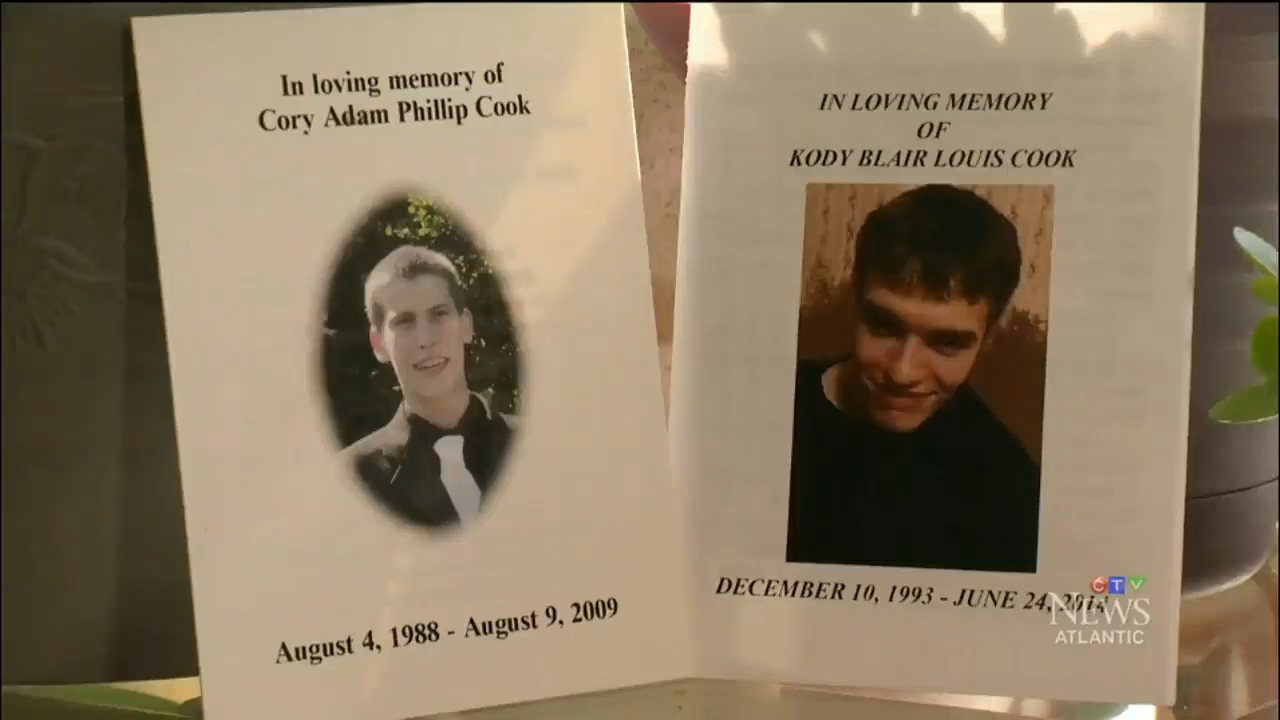 In loving memory of
Cory Adam Phillip Cook
August 4, 1988 - August 9, 2009
IN LOVING MEMORY
OF
KODY BLAIR LOUIS COOK
DECEMBER 10, 1993 - JUNE 24,
CTV
NEWS
ATLANTIC